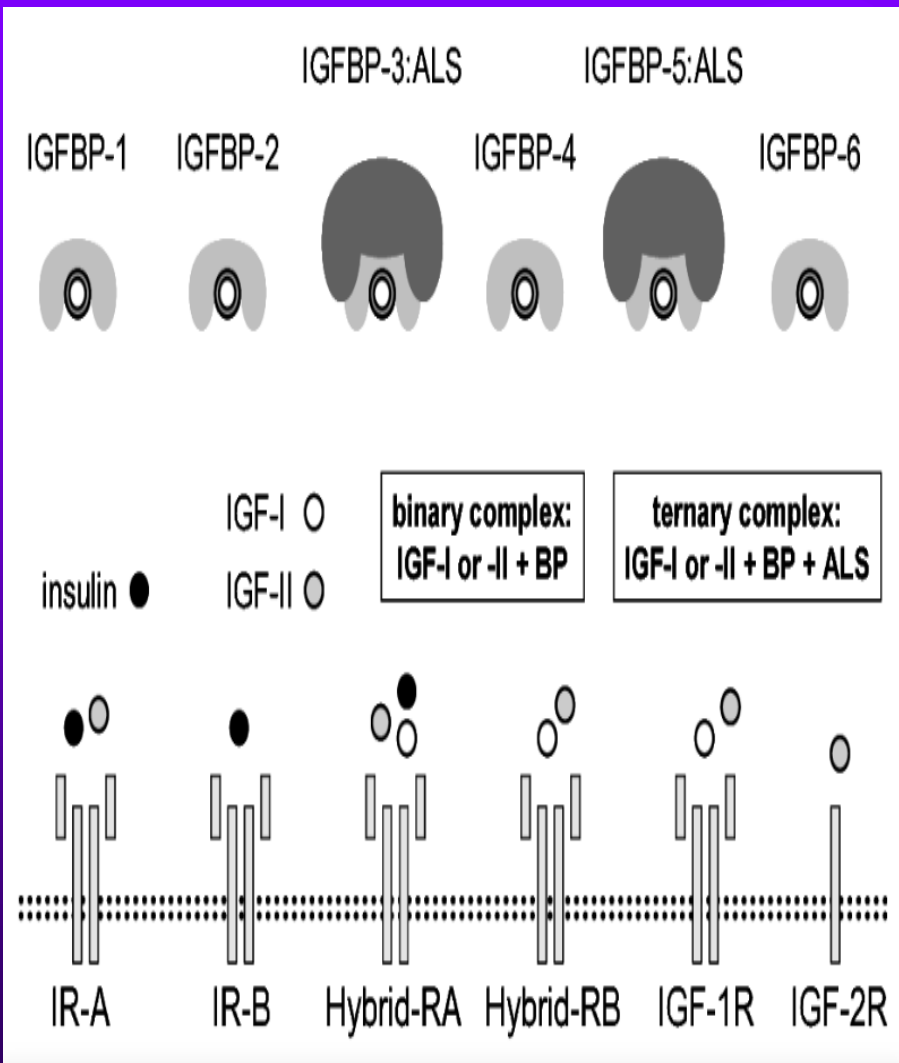 IGFBP-3:ALS IGFBP-5:ALS
IGFBP-1 IGFBP-2 IGFBP-4 IGFBP-6
IGF-I
IGF-II
insulin
binary complex:
IGF-I or -II + BP
ternary complex:
IGF-I or -II + BP + ALS
IR-A IR-B Hybrid-RA Hybrid-RB IGF-1R IGF-2R